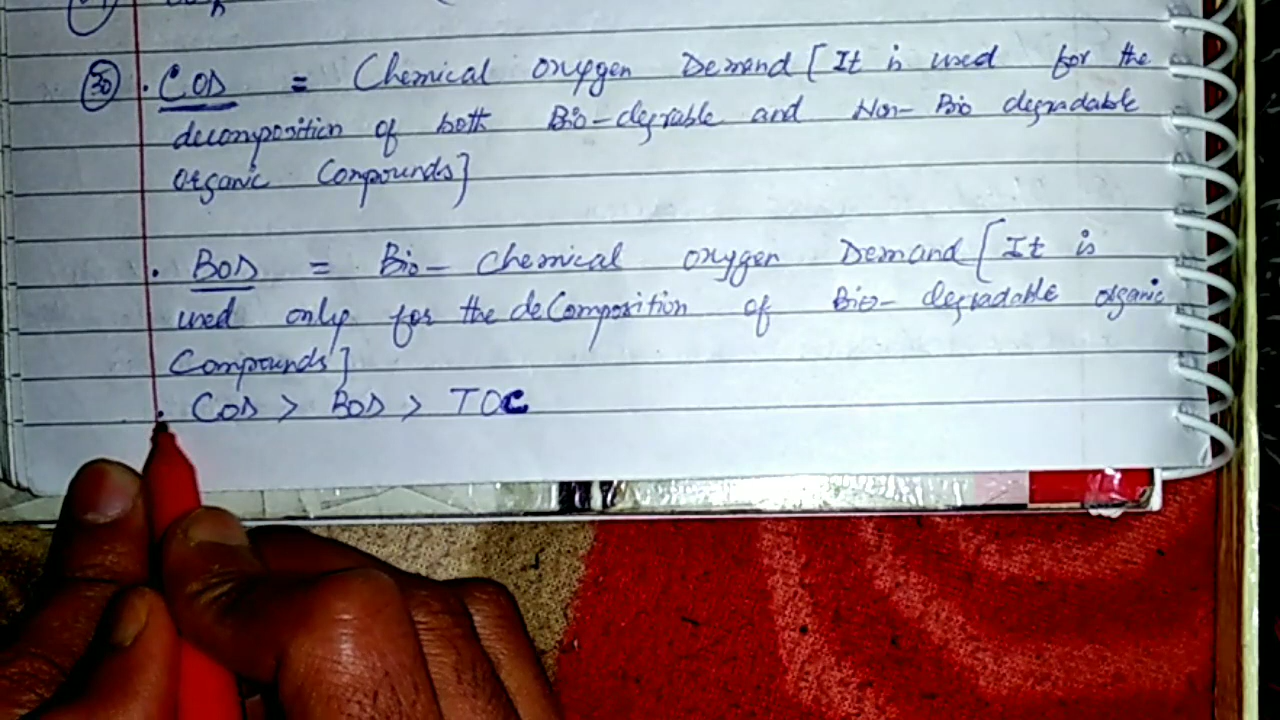 30 . COD = Chemical oxygen Demand [It is used for the
decomposition of both Bio-degrable and Non-Bio degradable
organic Compounds]
. BOD = Bio- Chemical oxygen Demand [It is
used only for the deComposition of Bio-degradable organic
Compounds]
. COD > BOD > TOC